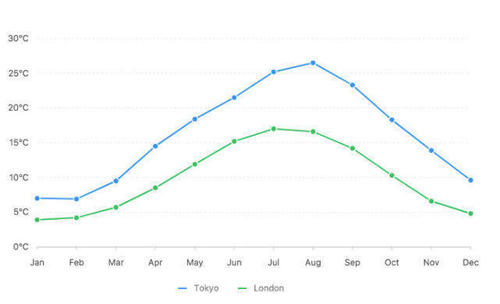 30°C
25°C
20°C
15°C
10°C
5°C
0°C
Jan Feb Mar Apr May Jun Jul Aug Sep Oct Nov Dec
Tokyo London